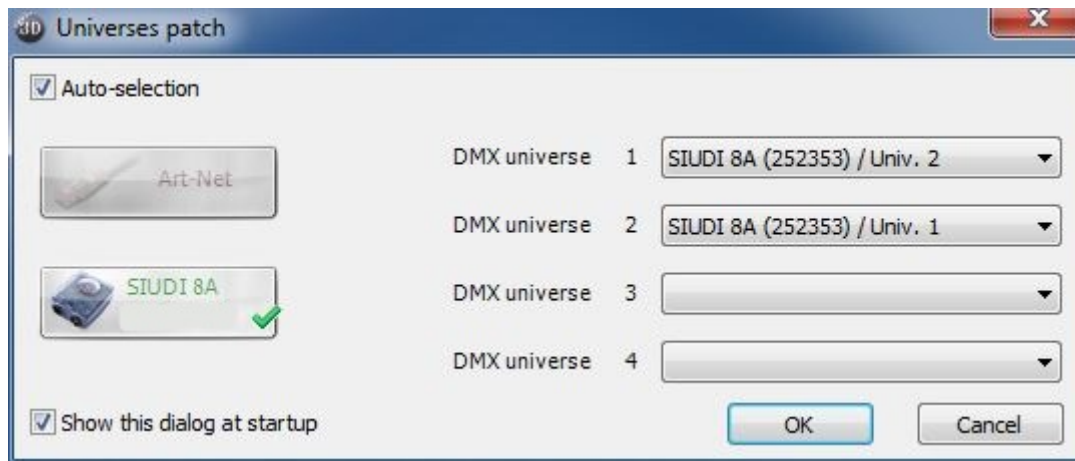 3D Universes patch
Auto-selection
Art-Net
SIUDI 8A
DMX universe 1 SIUDI 8A (252353) / Univ. 2
DMX universe 2 SIUDI 8A (252353) / Univ. 1
DMX universe 3
DMX universe 4
Show this dialog at startup
OK Cancel